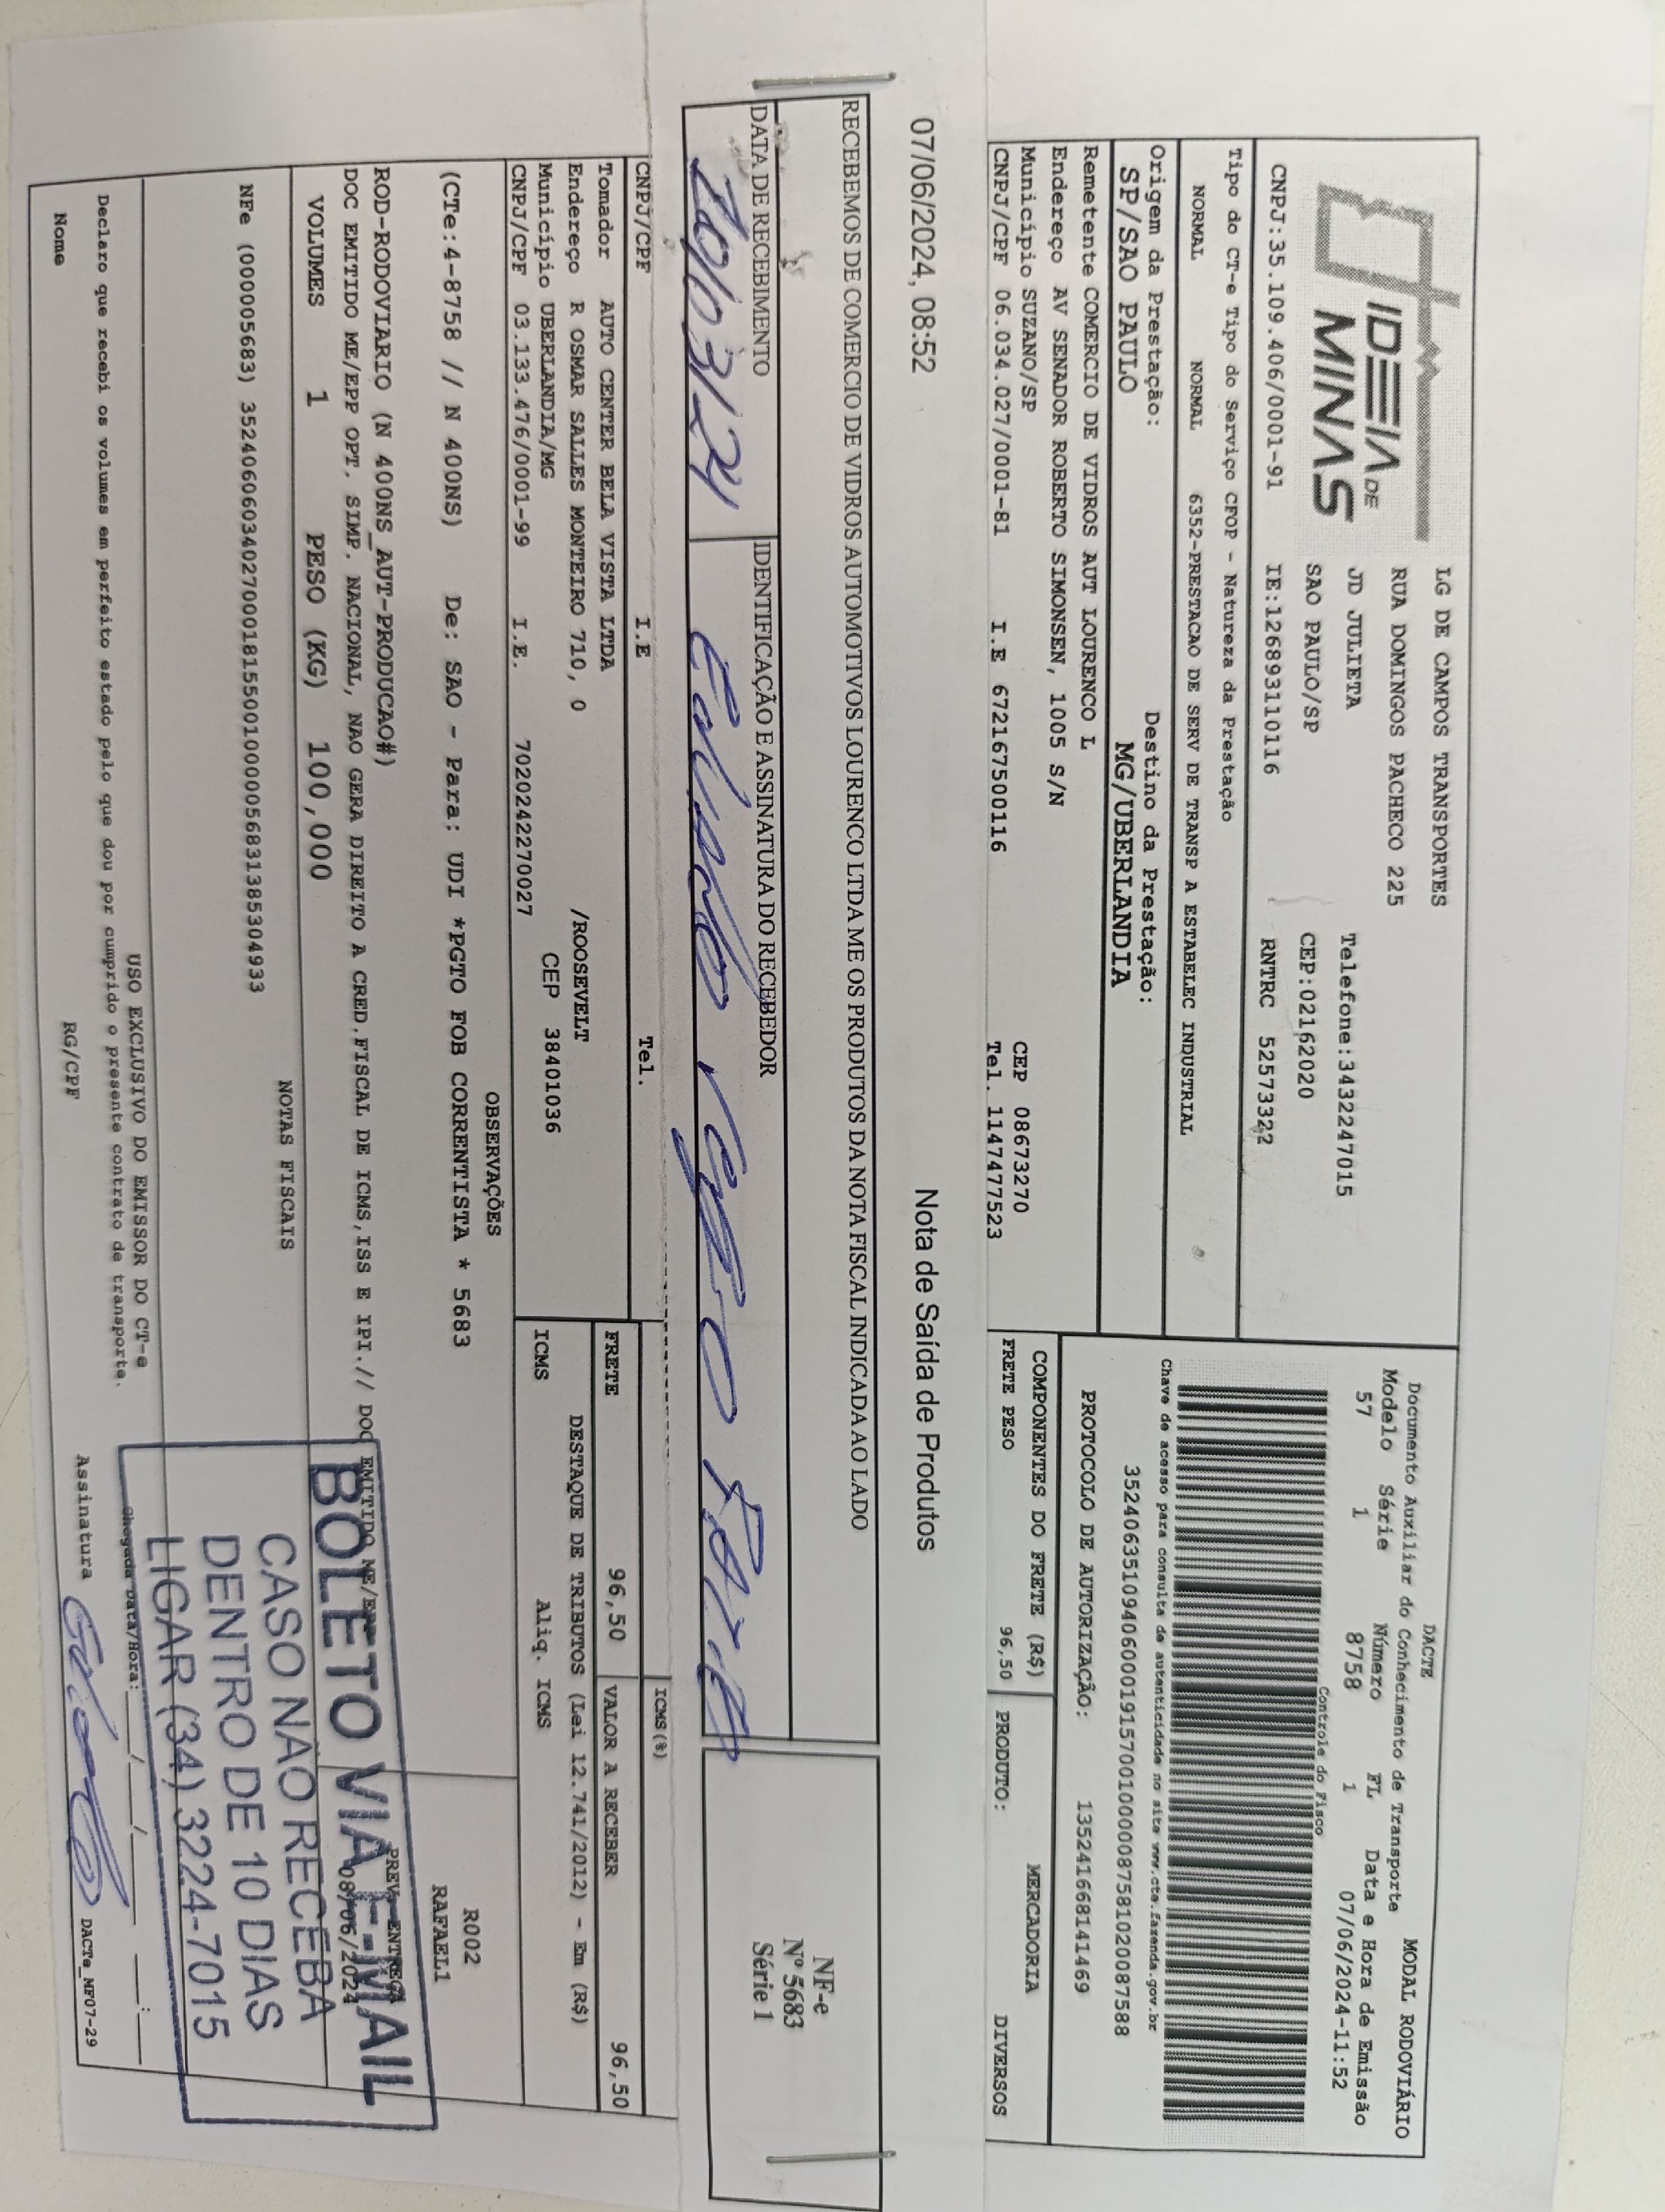 IDEIA DE
MINAS
LG DE CAMPOS TRANSPORTES
RUA DOMINGOS PACHECO 225
JD JULIETA Telefone:3432247015
SAO PAULO/SP CEP:02162020
CNPJ:35.109.406/0001-91 IE:126893110116 RNTRC 52573322
DACTE MODAL RODOVIÁRIO
Documento Auxiliar do Conhecimento de Transporte
Modelo Série Número FL Data e Hora de Emissão
57 1 8758 1 07/06/2024-11:52
Controle do Fisco
Tipo do CT-e Tipo do Serviço CFOP - Natureza da Prestação
NORMAL NORMAL 6352-PRESTACAO DE SERV DE TRANSP A ESTABELEC INDUSTRIAL
Chave de acesso para consulta de autenticidade no site www.cte.fazenda.gov.br
35240635109406000191570010000087581020087588
Origem da Prestação: Destino da Prestação:
SP/SAO PAULO MG/UBERLANDIA
PROTOCOLO DE AUTORIZAÇÃO: 135241668141469
Remetente COMERCIO DE VIDROS AUT LOURENCO L
Endereço AV SENADOR ROBERTO SIMONSEN, 1005 S/N
Município SUZANO/SP CEP 08673270
CNPJ/CPF 06.034.027/0001-81 I.E 672167500116 Tel. 1147477523
COMPONENTES DO FRETE (R$) MERCADORIA
FRETE PESO 96,50 PRODUTO: DIVERSOS
07/06/2024, 08:52 Nota de Saída de Produtos
RECEBEMOS DE COMERCIO DE VIDROS AUTOMOTIVOS LOURENCO LTDA ME OS PRODUTOS DA NOTA FISCAL INDICADA AO LADO
DATA DE RECEBIMENTO IDENTIFICAÇÃO E ASSINATURA DO RECEBEDOR
NF-e
Nº 5683
Série 1
CNPJ/CPF I.E Tel.
ICMS(%)
Tomador AUTO CENTER BELA VISTA LTDA
Endereço R OSMAR SALLES MONTEIRO 710, 0 /ROOSEVELT
Município UBERLANDIA/MG CEP 38401036
CNPJ/CPF 03.133.476/0001-99 I.E. 7020242270027
FRETE 96,50 VALOR A RECEBER 96,50
DESTAQUE DE TRIBUTOS (Lei 12.741/2012) - Em (R$)
ICMS Aliq. ICMS
OBSERVAÇÕES
(CTe:4-8758 // N 400NS) De: SAO - Para: UDI *PGTO FOB CORRENTISTA * 5683
R002
RAFAEL1
ROD-RODOVIARIO (N 400NS_AUT-PRODUCAO#)
DOC EMITIDO ME/EPP OPT. SIMP. NACIONAL, NAO GERA DIREITO A CRED.FISCAL DE ICMS,ISS E IPI.// DOC EMITIDO ME/EPP
PREV. ENTREGA
08/06/2024
VOLUMES 1 PESO (KG) 100,000
NOTAS FISCAIS
NFe (000005683) 35240606034027000181550010000056831385304933
BOLETO VIA E-MAIL
CASO NÃO RECEBA
DENTRO DE 10 DIAS
LIGAR (34) 3224-7015
USO EXCLUSIVO DO EMISSOR DO CT-e
Declaro que recebi os volumes em perfeito estado pelo que dou por cumprido o presente contrato de transporte.
Chegada Data/Hora: ___/___/___ ___:___
Nome RG/CPF Assinatura
DACTe_MF07-29